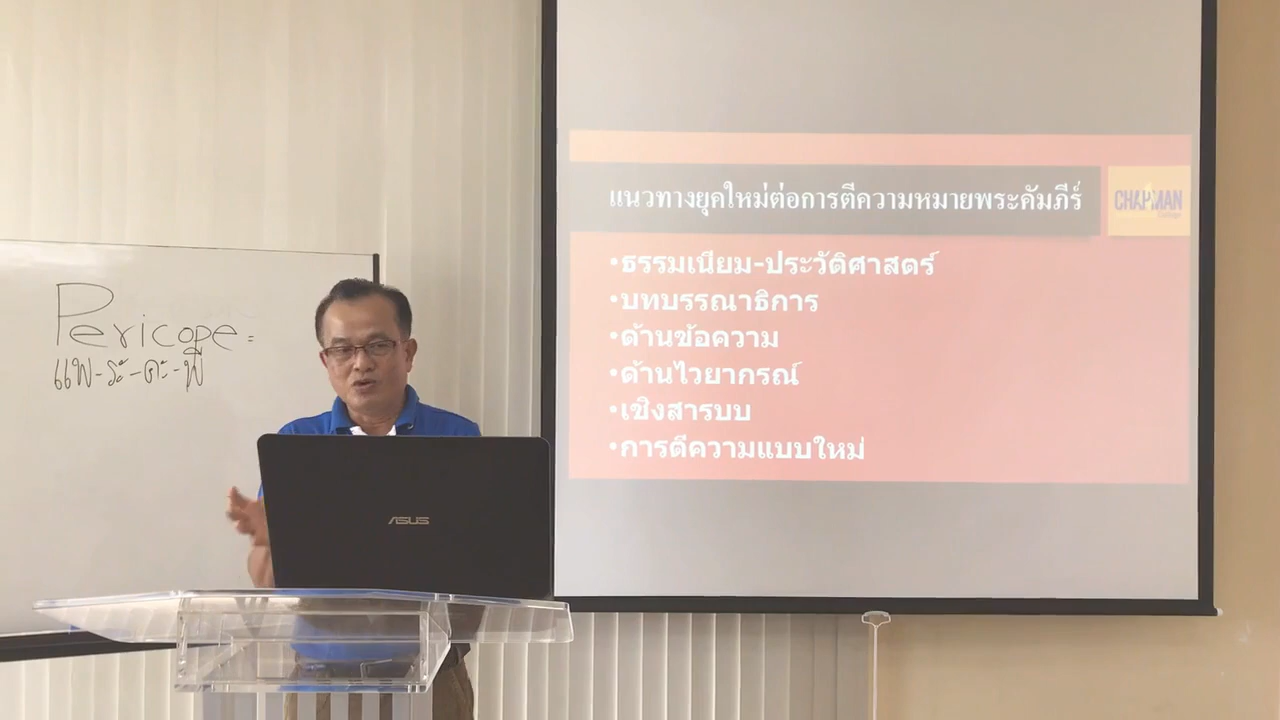 Pericope =
แพ-ระ-คะ-พี
ASUS
แนวทางยุคใหม่ต่อการตีความหมายพระคัมภีร์
CHAPMAN
•ธรรมเนียม-ประวัติศาสตร์
•บทบรรณาธิการ
•ด้านข้อความ
•ด้านไวยากรณ์
•เชิงสารบบ
•การตีความแบบใหม่